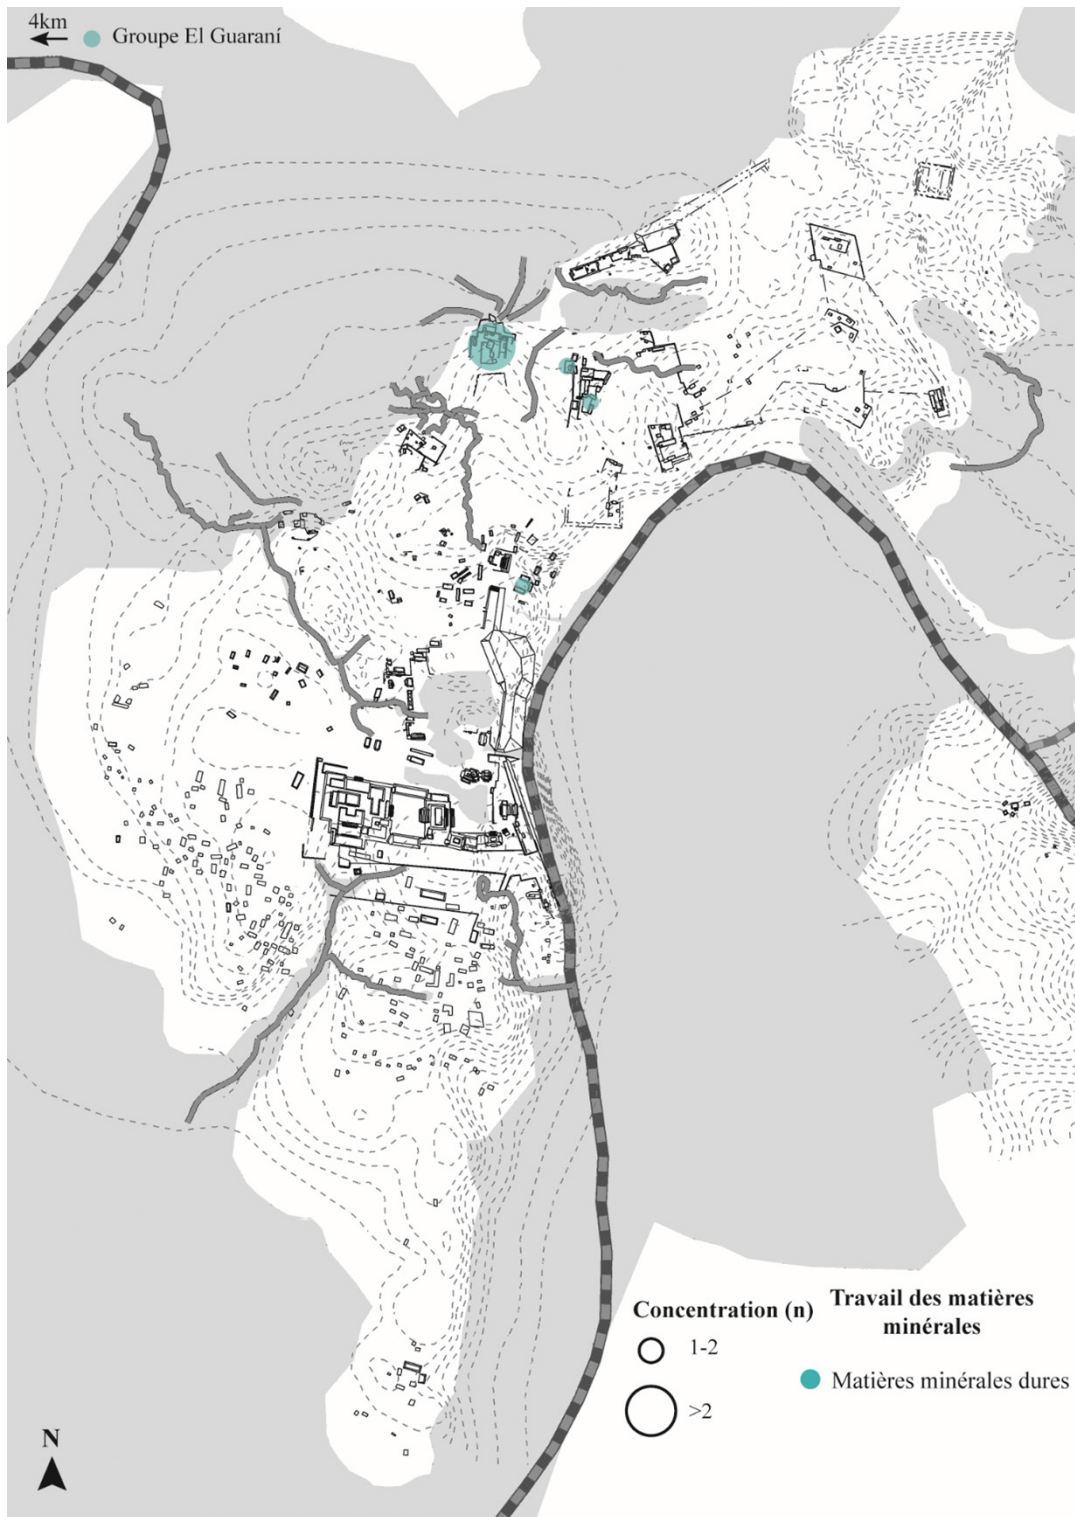 4km
Groupe El Guaraní
Concentration (n)
1-2
>2
Travail des matières
minérales
Matières minérales dures
N